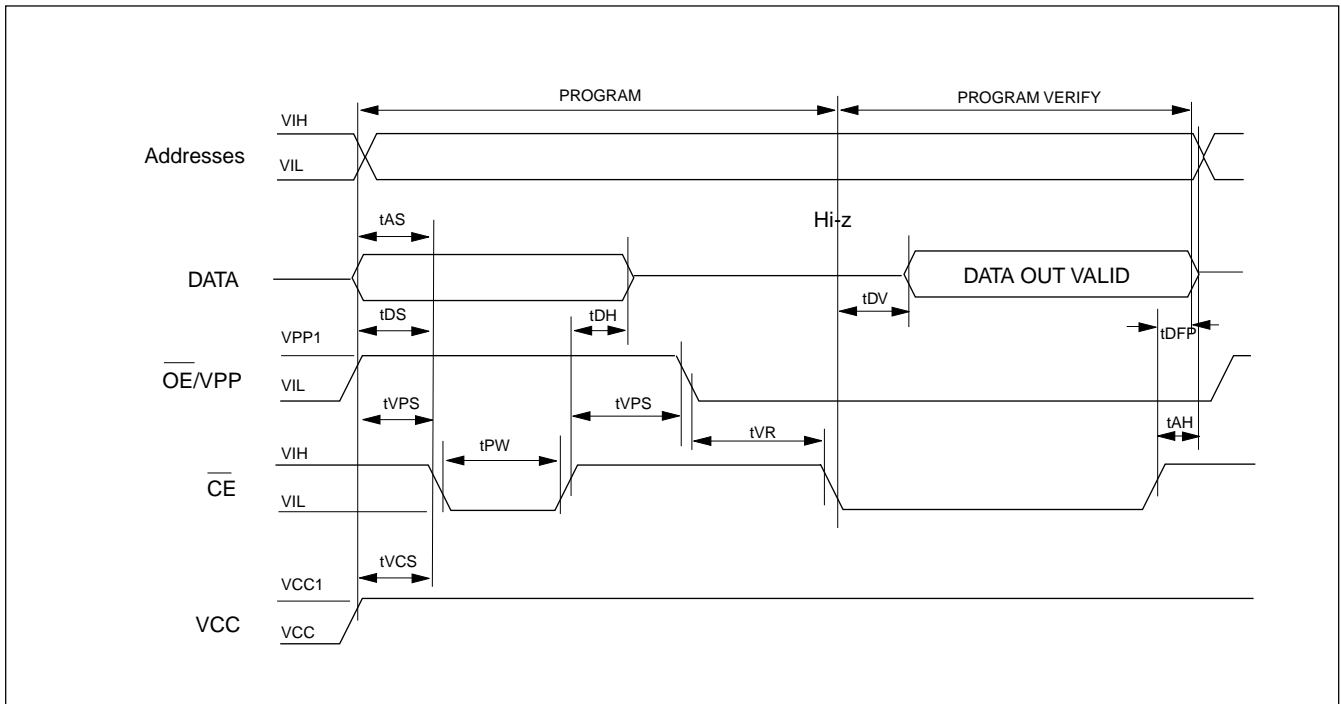 PROGRAM
PROGRAM VERIFY
VIH
Addresses
VIL
tAS
Hi-z
DATA
DATA OUT VALID
tDS
tDH
tDV
tDFP
VPP1
OE/VPP
VIL
tVPS
tVPS
tVR
tAH
VIH
tPW
CE
VIL
tVCS
VCC1
VCC
VCC